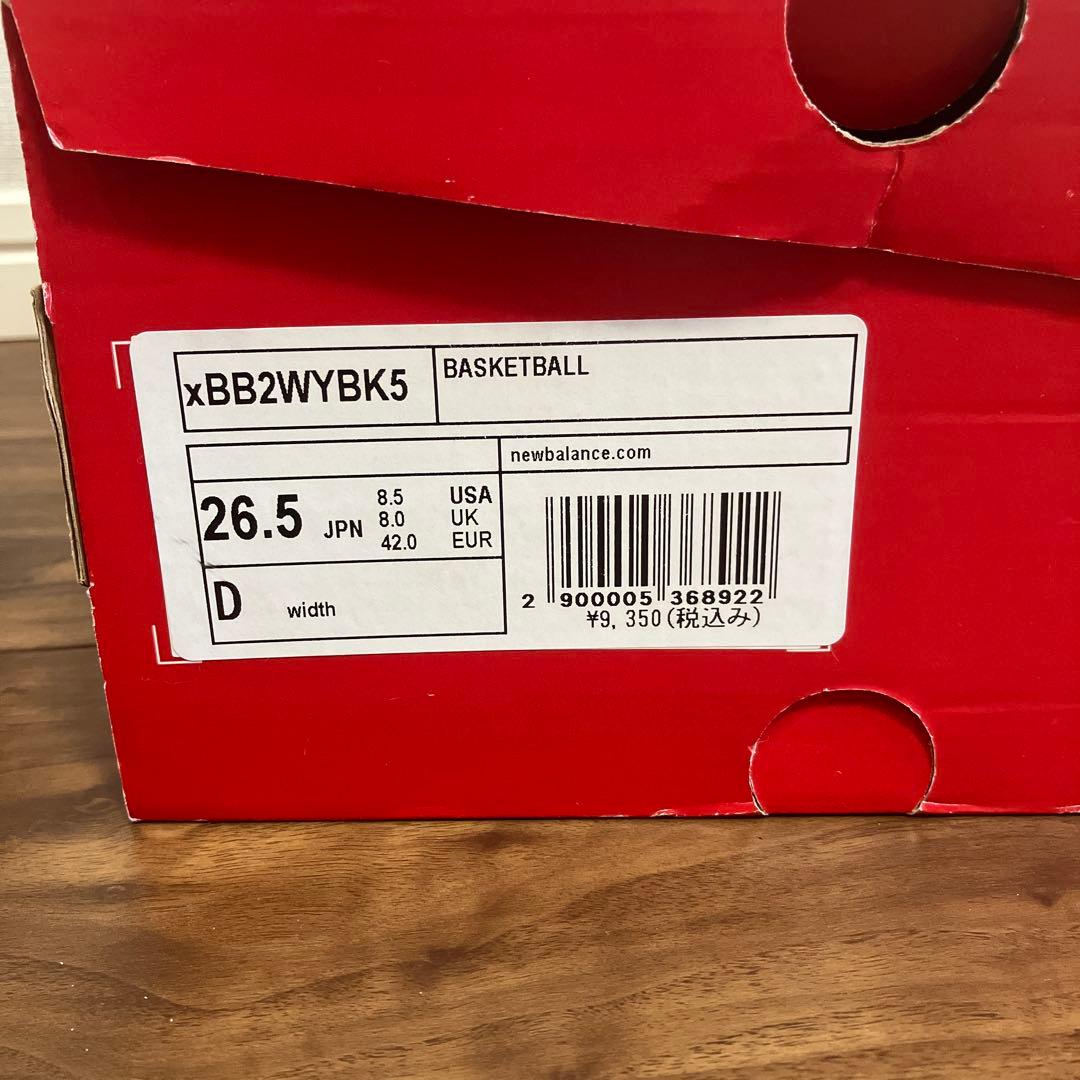 xBB2WYBK5
BASKETBALL
newbalance.com
26.5 JPN
8.5 USA
8.0 UK
42.0 EUR
D width
2 900005 368922
¥9,350(税込み)